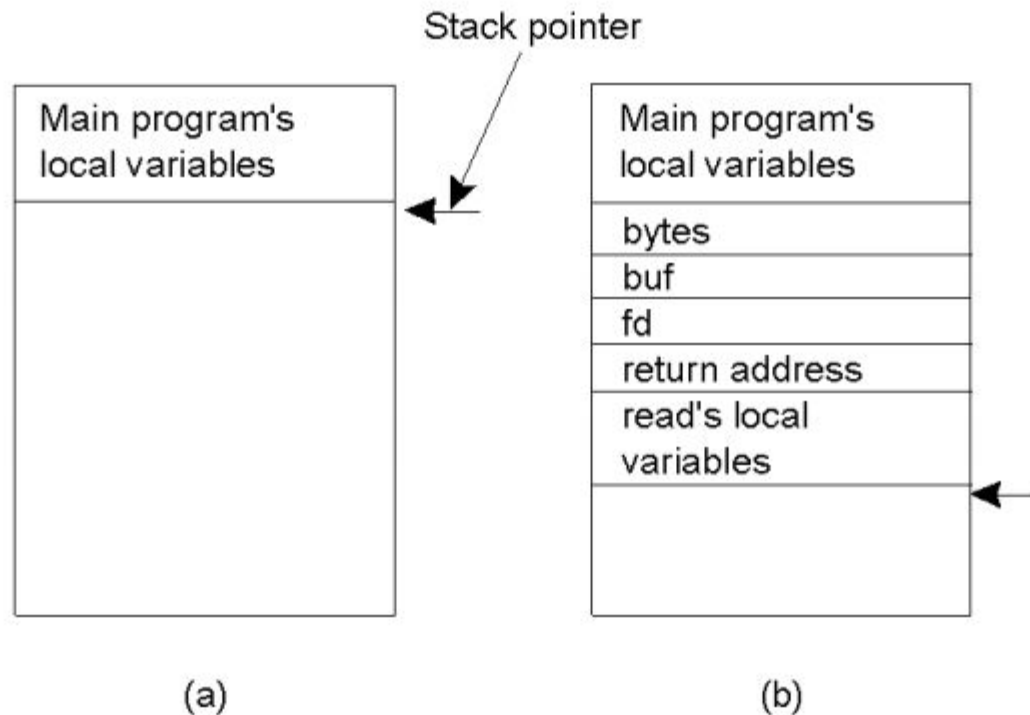 Stack pointer
Main program's
local variables
Main program's
local variables
bytes
buf
fd
return address
read's local
variables
(a)
(b)